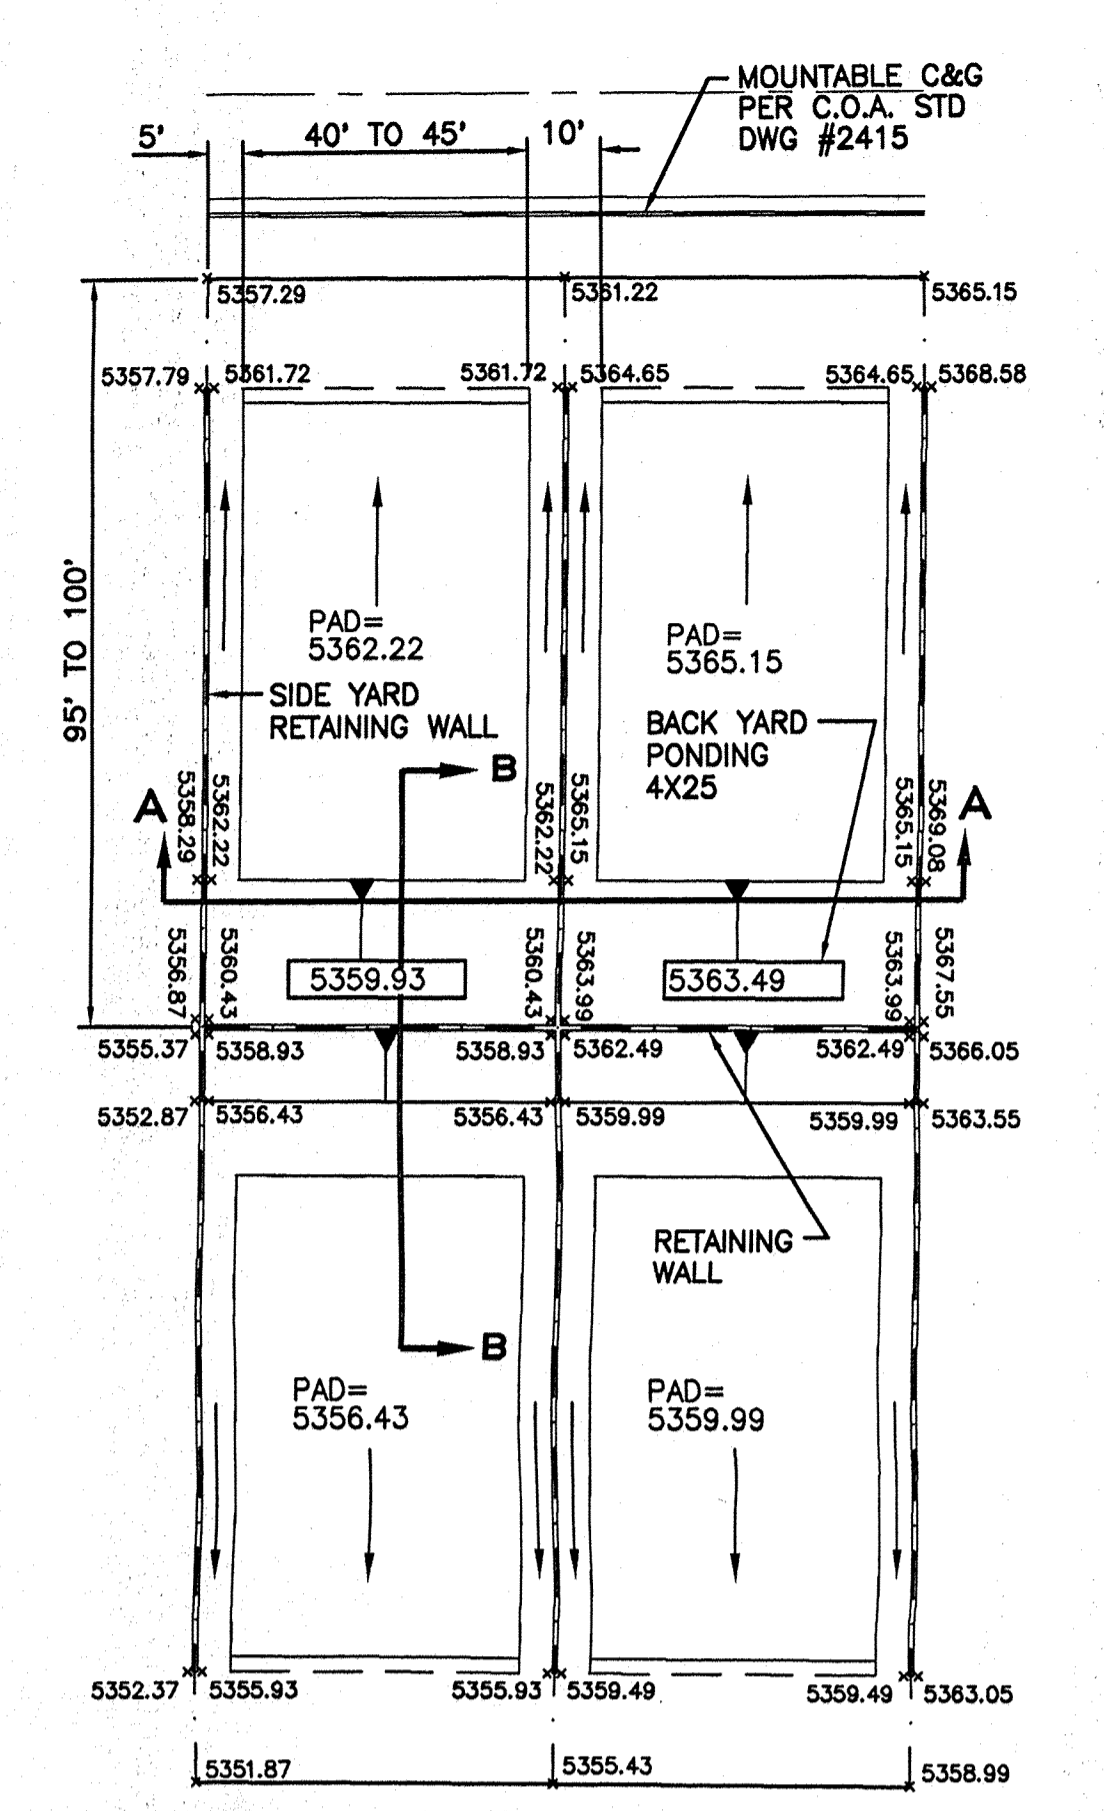 MOUNTABLE C&G
PER C.O.A. STD
DWG #2415
5'
40' TO 45'
10'
5357.29
5361.22
5365.15
5357.79
5361.72
5361.72
5364.65
5364.65
5368.58
95' TO 100'
PAD=
5362.22
PAD=
5365.15
SIDE YARD
RETAINING WALL
BACK YARD
PONDING
4X25
B
A
A
5358.29
5362.22
5362.22
5365.15
5365.15
5369.08
5356.87
5360.43
5360.43
5363.99
5363.99
5367.55
5359.93
5363.49
5355.37
5358.93
5358.93
5362.49
5362.49
5366.05
5352.87
5356.43
5356.43
5359.99
5359.99
5363.55
RETAINING
WALL
B
PAD=
5356.43
PAD=
5359.99
5352.37
5355.93
5355.93
5359.49
5359.49
5363.05
5351.87
5355.43
5358.99